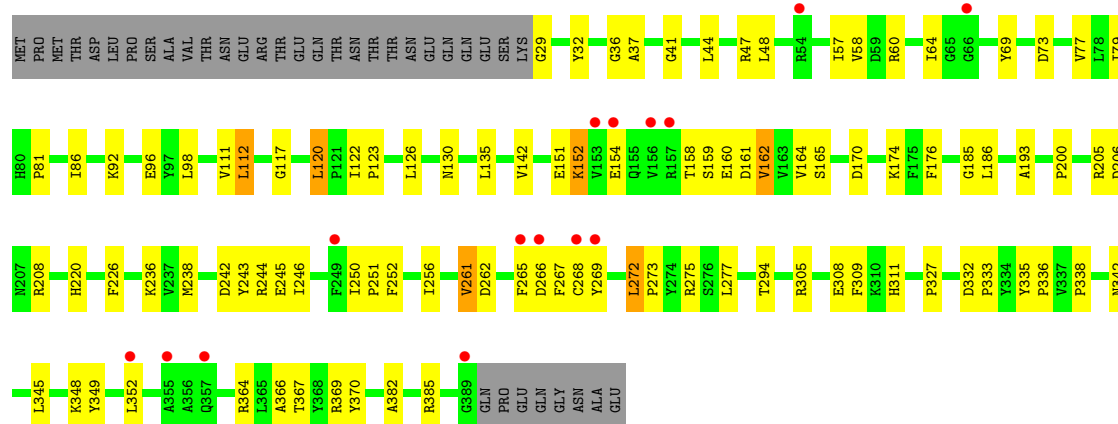 MET PRO MET THR ASP LEU PRO SER ALA VAL THR ASN GLU ARG THR GLU GLN THR ASN THR THR ASN GLU GLN GLN GLU SER LYS G29 Y32 G36 A37 G41 L44 R47 L48 R54 I57 V58 D59 R60 I64 G65 G66 Y69 D73 V77 L78 I79
H80 P81 I86 K92 E96 Y97 L98 V111 L112 G117 L120 P121 I122 P123 L126 N130 L135 V142 E151 K152 V153 E154 Q155 V156 R157 T158 S159 E160 D161 V162 V163 V164 S165 D170 K174 F175 F176 G185 L186 A193 P200 R205 D206
N207 R208 H220 F226 K236 V237 M238 D242 Y243 R244 E245 I246 F249 I250 P251 F252 I256 V261 D262 F265 D266 F267 C268 Y269 L272 P273 Y274 R275 S276 L277 T294 R305 E308 F309 K310 H311 P327 D332 P333 Y334 Y335 P336 V337 P338 N342
L345 K348 Y349 L352 A355 A356 Q357 R364 L365 A366 T367 Y368 R369 Y370 A382 R385 G389 GLN PRO GLU GLN GLY ASN ALA GLU